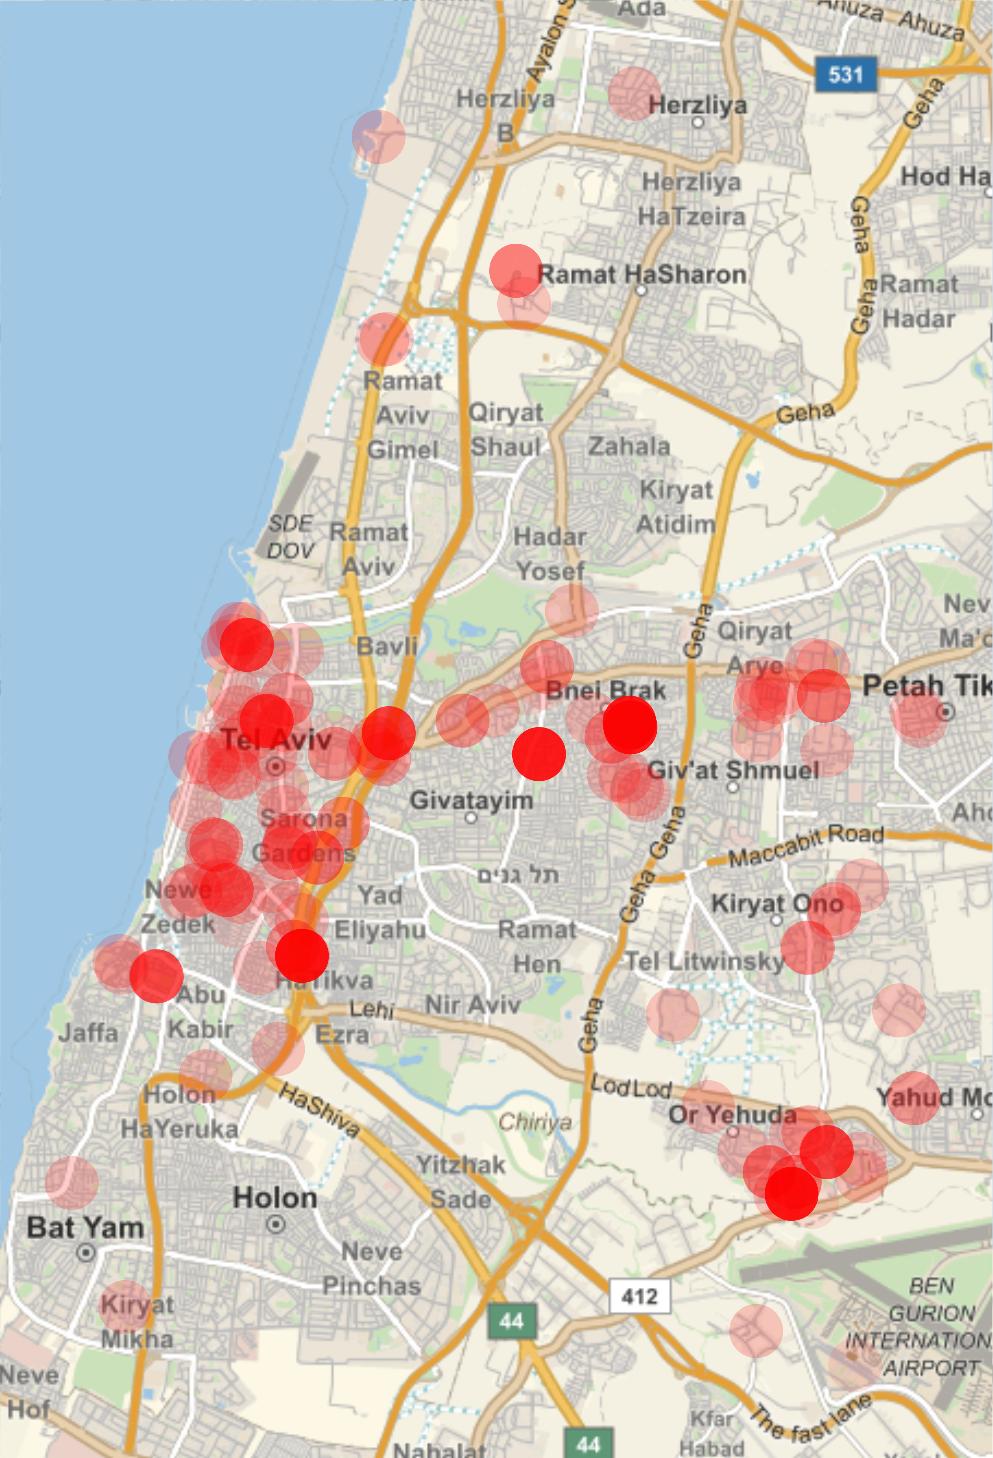 Ada
Ahuza Ahuza
Ayalon S
531
Herzliya
B
Herzliya
Geha
Hod Ha
Herzliya
HaTzeira
Geha
Ramat HaSharon
Geha
Ramat
Hadar
Ramat
Aviv
Gimel
Qiryat
Shaul
Geha
Zahala
Kiryat
Atidim
SDE
DOV
Ramat
Aviv
Hadar
Yosef
Geha
Nev
Ma'c
Bavli
Qiryat
Arye
Bnei Brak
Petah Tik
Tel Aviv
Giv'at Shmuel
Givatayim
Sarona
Gardens
Geha
Maccabit Road
Aho
תל גנים
Newe
Zedek
Yad
Eliyahu
Geha
Kiryat Ono
Ramat
Hen
Tel Litwinsky
HaTikva
Abu
Kabir
Lehi
Nir Aviv
Geha
Jaffa
Ezra
Holon
HaYeruka
HaShiva
LodLod
Chiriya
Or Yehuda
Yahud Mo
Yitzhak
Sade
Holon
Bat Yam
Neve
Pinchas
412
44
BEN
GURION
INTERNATION
AIRPORT
Kiryat
Mikha
Neve
Hof
The fast lane
Kfar
Habad
44
Nahalat